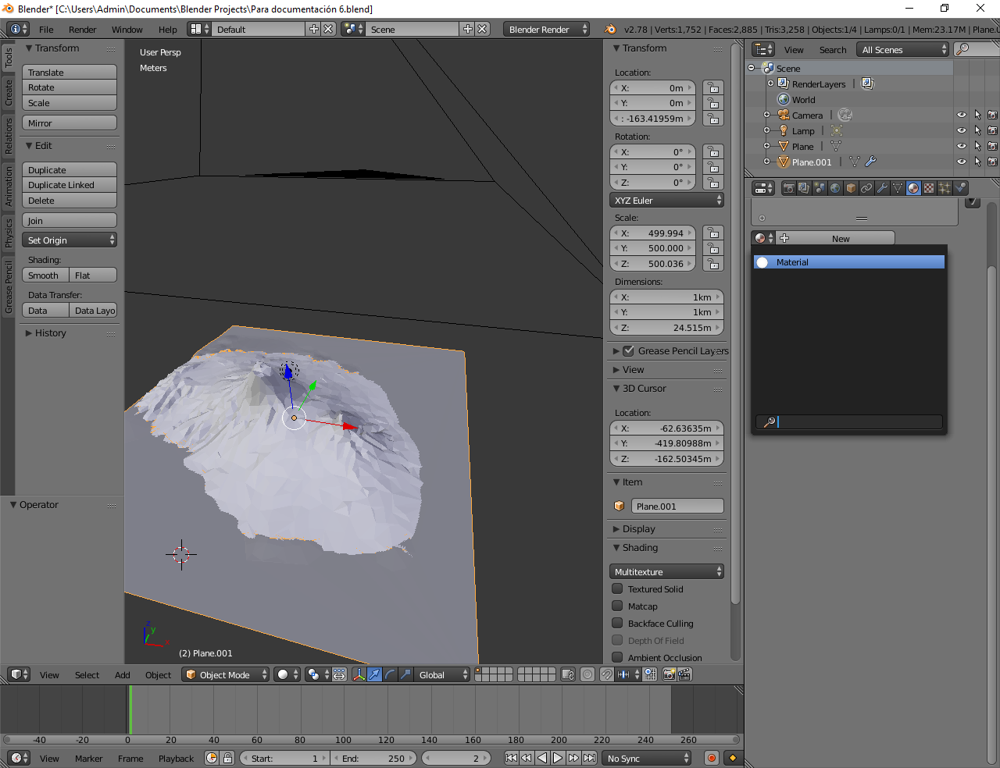 Blender* [C:\Users\Admin\Documents\Blender Projects\Para documentación 6.blend]
File Render Window Help Default Scene Blender Render v2.78 | Verts:1,752 | Faces:2,885 | Tris:3,258 | Objects:1/4 | Lamps:0/1 | Mem:23.17M | Plane.0
Tools
Create
Relations
Animation
Physics
Grease Pencil
Transform
Translate
Rotate
Scale
Mirror
Edit
Duplicate
Duplicate Linked
Delete
Join
Set Origin
Shading:
Smooth Flat
Data Transfer:
Data Data Layo
History
Operator
User Persp
Meters
z
y
x
(2) Plane.001
Transform
Location:
X: 0m
Y: 0m
: -163.41959m
Rotation:
X: 0°
Y: 0°
Z: 0°
XYZ Euler
Scale:
X: 499.994
Y: 500.000
Z: 500.036
Dimensions:
X: 1km
Y: 1km
Z: 24.515m
Grease Pencil Layers
View
3D Cursor
Location:
X: -62.63635m
Y: -419.80988m
Z: -162.50345m
Item
Plane.001
Display
Shading
Multitexture
Textured Solid
Matcap
Backface Culling
Depth Of Field
Ambient Occlusion
View Search All Scenes
Scene
RenderLayers
World
Camera
Lamp
Plane
Plane.001
New
Material
View Select Add Object Object Mode Global
-40 -20 0 20 40 60 80 100 120 140 160 180 200 220 240 260
View Marker Frame Playback Start: 1 End: 250 2 No Sync